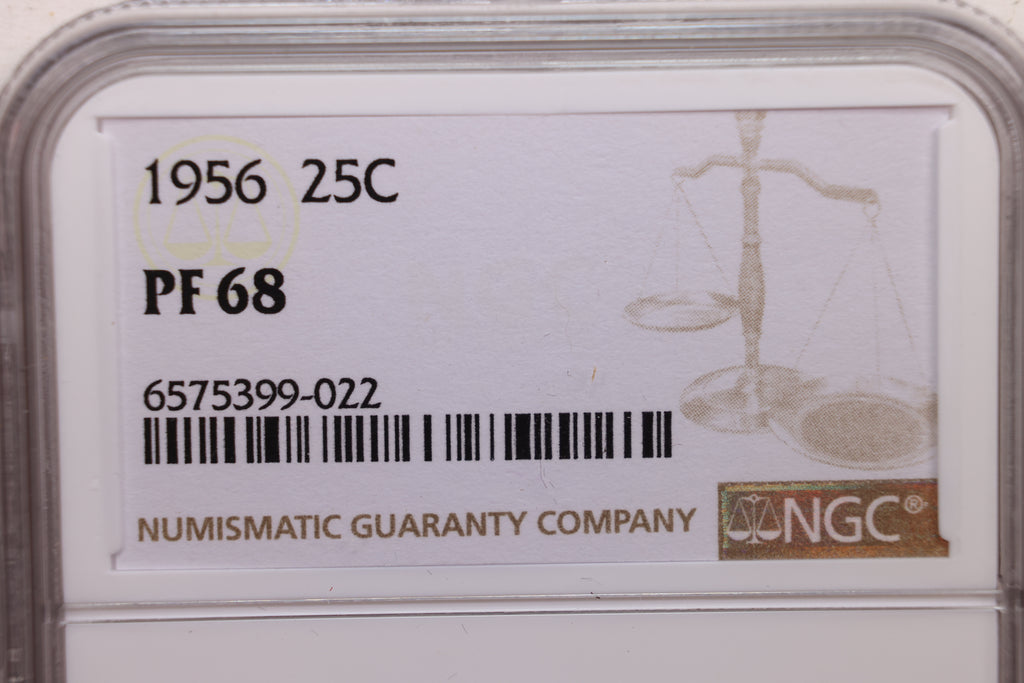 1956 25C
PF 68
6575399-022
NUMISMATIC GUARANTY COMPANY
NGC®